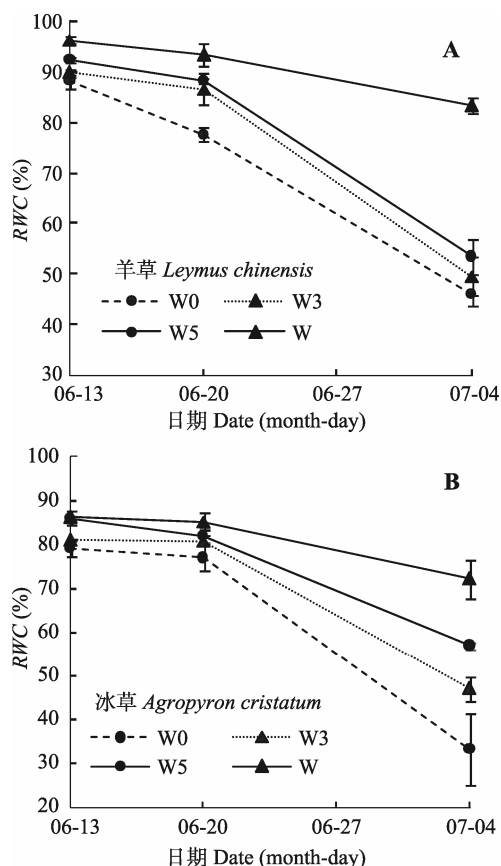 100
A
90
80
70
RWC (%)
60
50
羊草 Leymus chinensis
W0 W3
40
W5 W
30
06-13 06-20 06-27 07-04
日期 Date (month-day)
100
B
90
80
70
RWC (%)
60
50
冰草 Agropyron cristatum
40
W0 W3
30
W5 W
20
06-13 06-20 06-27 07-04
日期 Date (month-day)